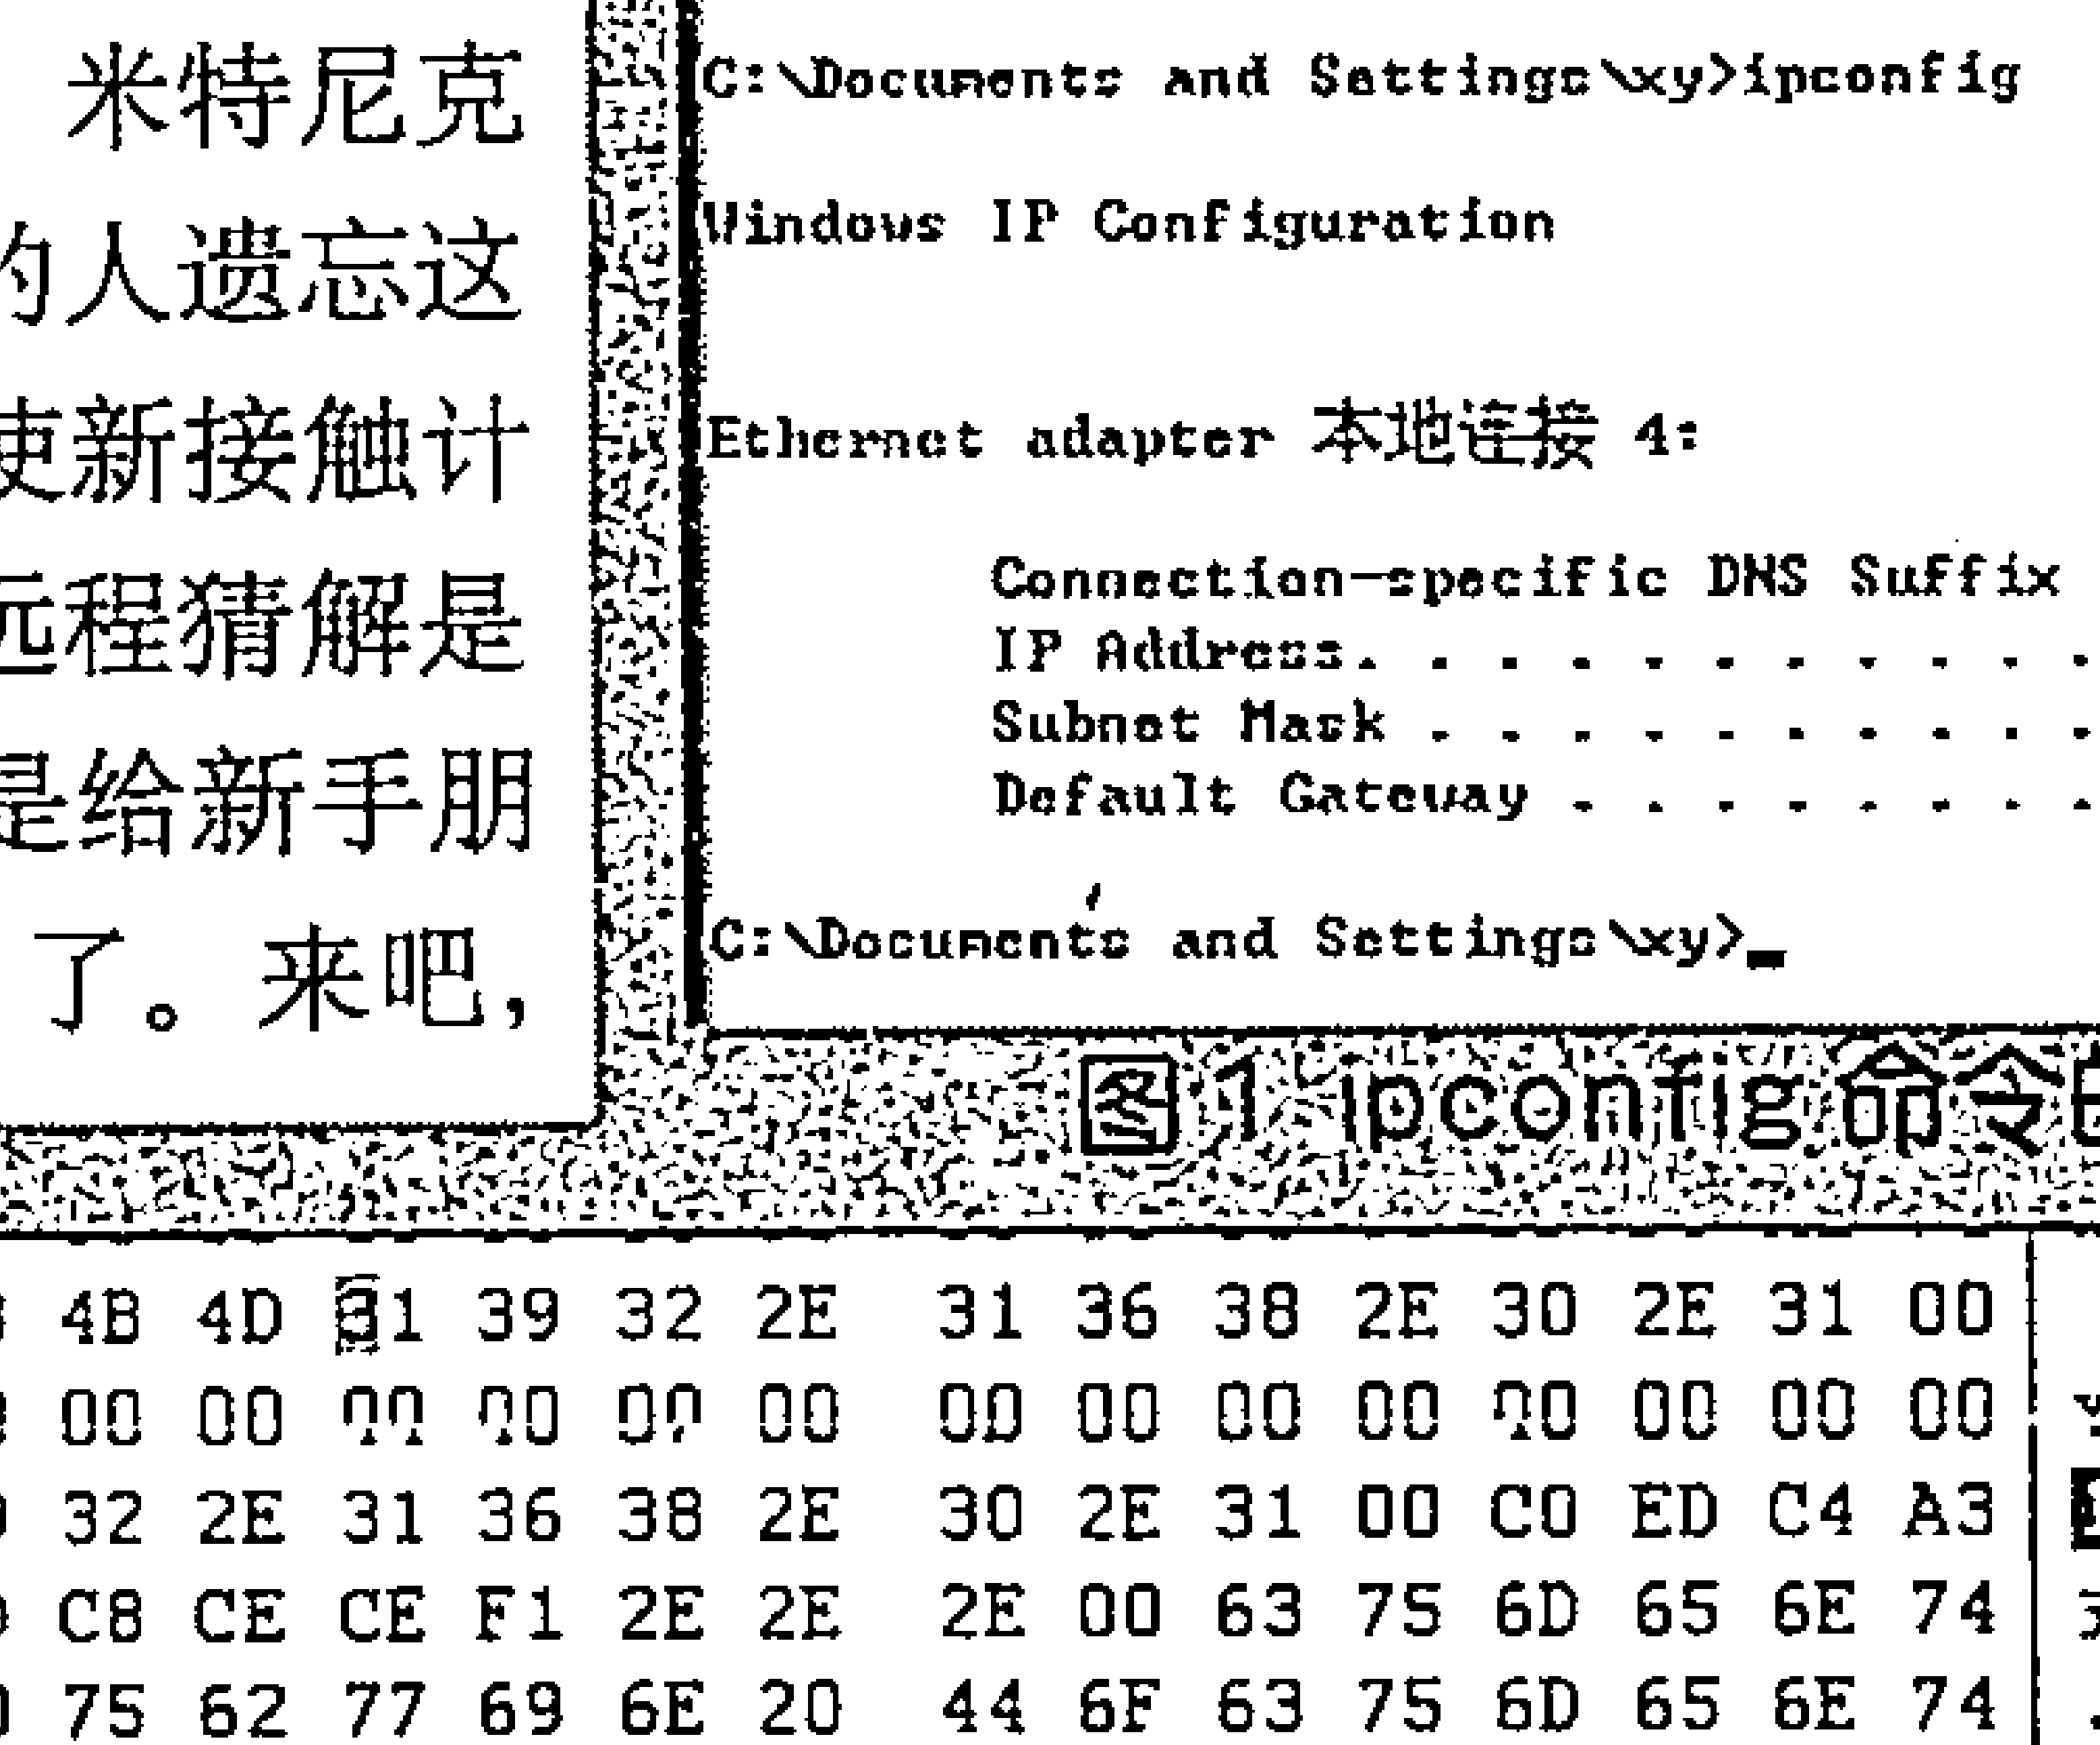 米特尼克
的人遗忘这
使新接触计
远程猜解是
是给新手朋
了。来吧,
C:\Documents and Settings\xy>ipconfig
Windows IP Configuration
Ethernet adapter 本地连接 4:
Connection-specific DNS Suffix
IP Address. . . . . . . . . . . .
Subnet Mask . . . . . . . . . . .
Default Gateway . . . . . . . . .
C:\Documents and Settings\xy>_
图1 ipconfig命令
4B 4D 31 39 32 2E 31 36 38 2E 30 2E 31 00
00 00 00 00 00 00 00 00 00 00 00 00 00 00
32 2E 31 36 38 2E 30 2E 31 00 C0 ED C4 A3
C8 CE CE F1 2E 2E 2E 00 63 75 6D 65 6E 74
75 62 77 69 6E 20 44 6F 63 75 6D 65 6E 74